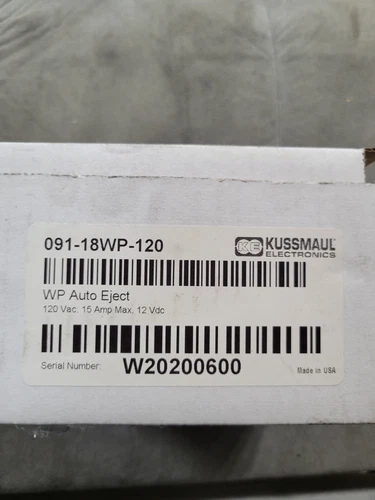 091-18WP-120
KE KUSSMAUL
ELECTRONICS
WP Auto Eject
120 Vac, 15 Amp Max, 12 Vdc
Serial Number: W20200600
Made in USA